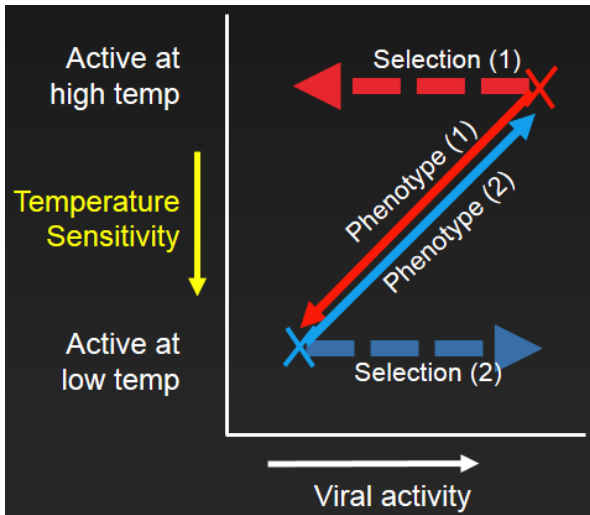 Active at
high temp
Selection (1)
Temperature
Sensitivity
Phenotype (1)
Phenotype (2)
Active at
low temp
Selection (2)
Viral activity